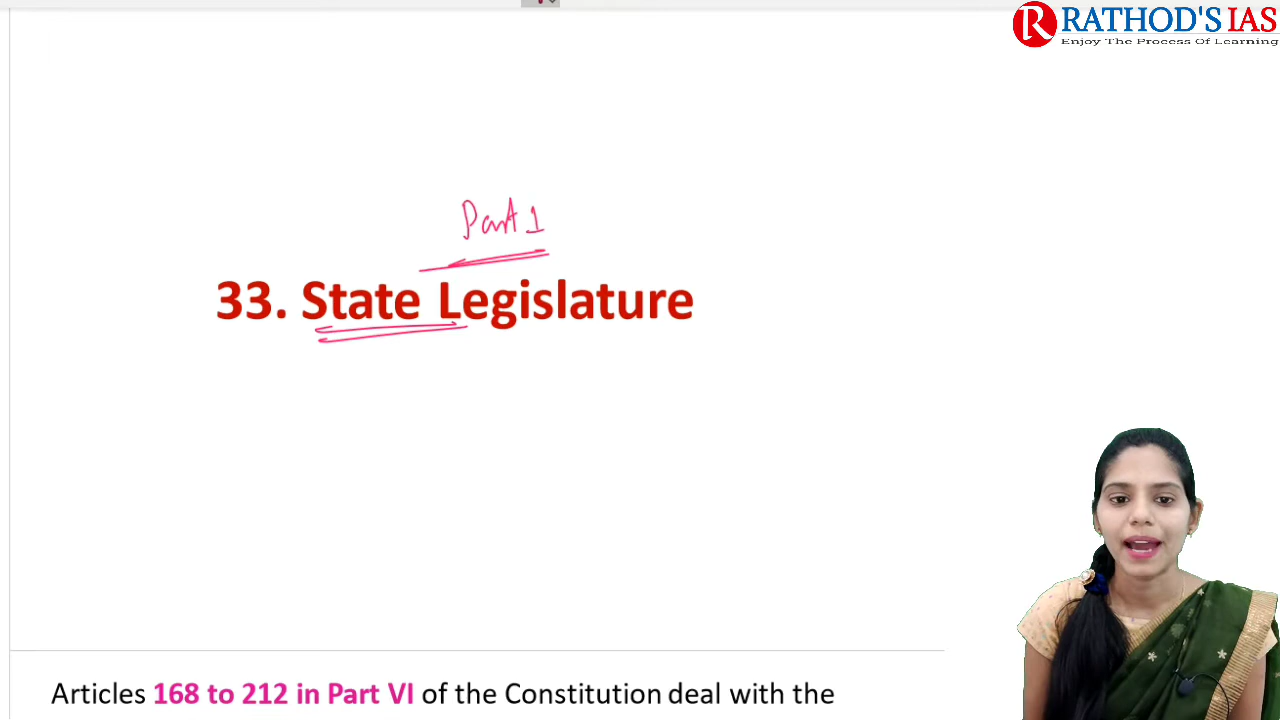 RATHOD'S IAS
Enjoy The Process Of Learning
Part 1
33. State Legislature
Articles 168 to 212 in Part VI of the Constitution deal with the